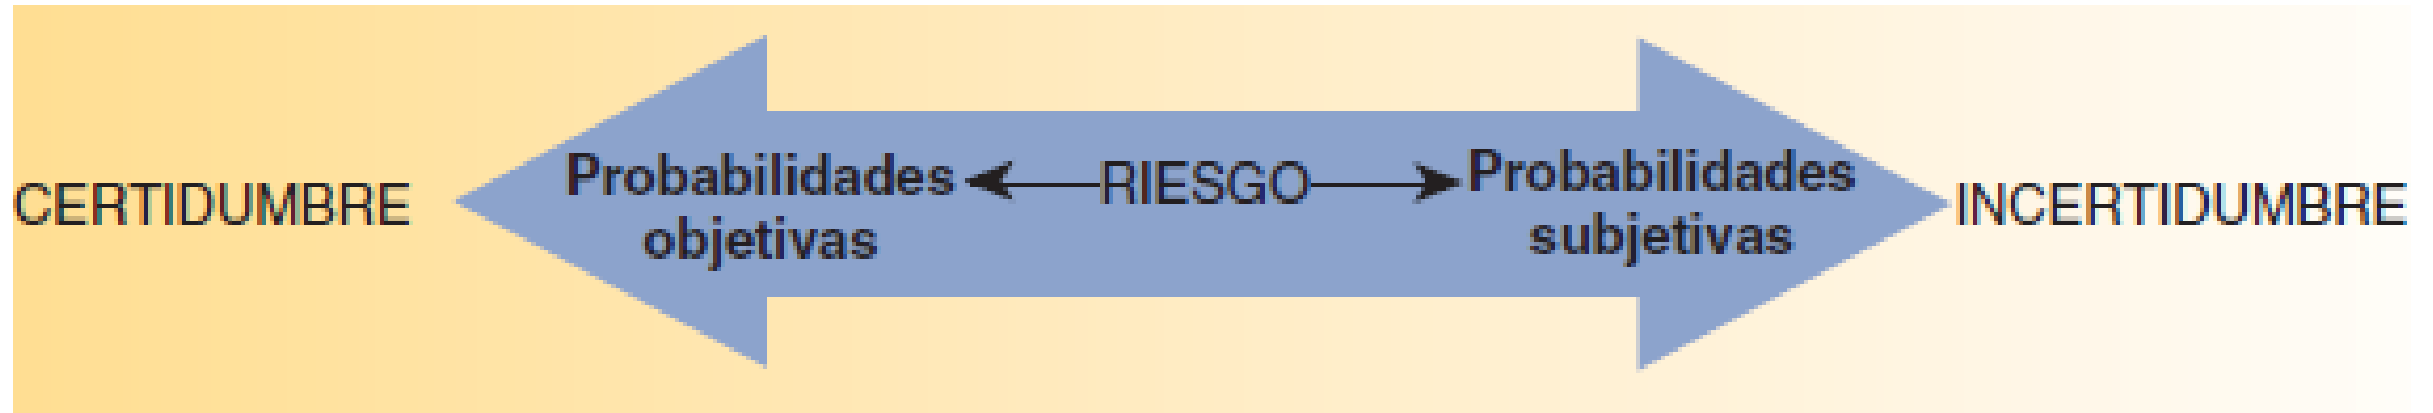 CERTIDUMBRE
Probabilidades
objetivas
RIESGO
Probabilidades
subjetivas
INCERTIDUMBRE